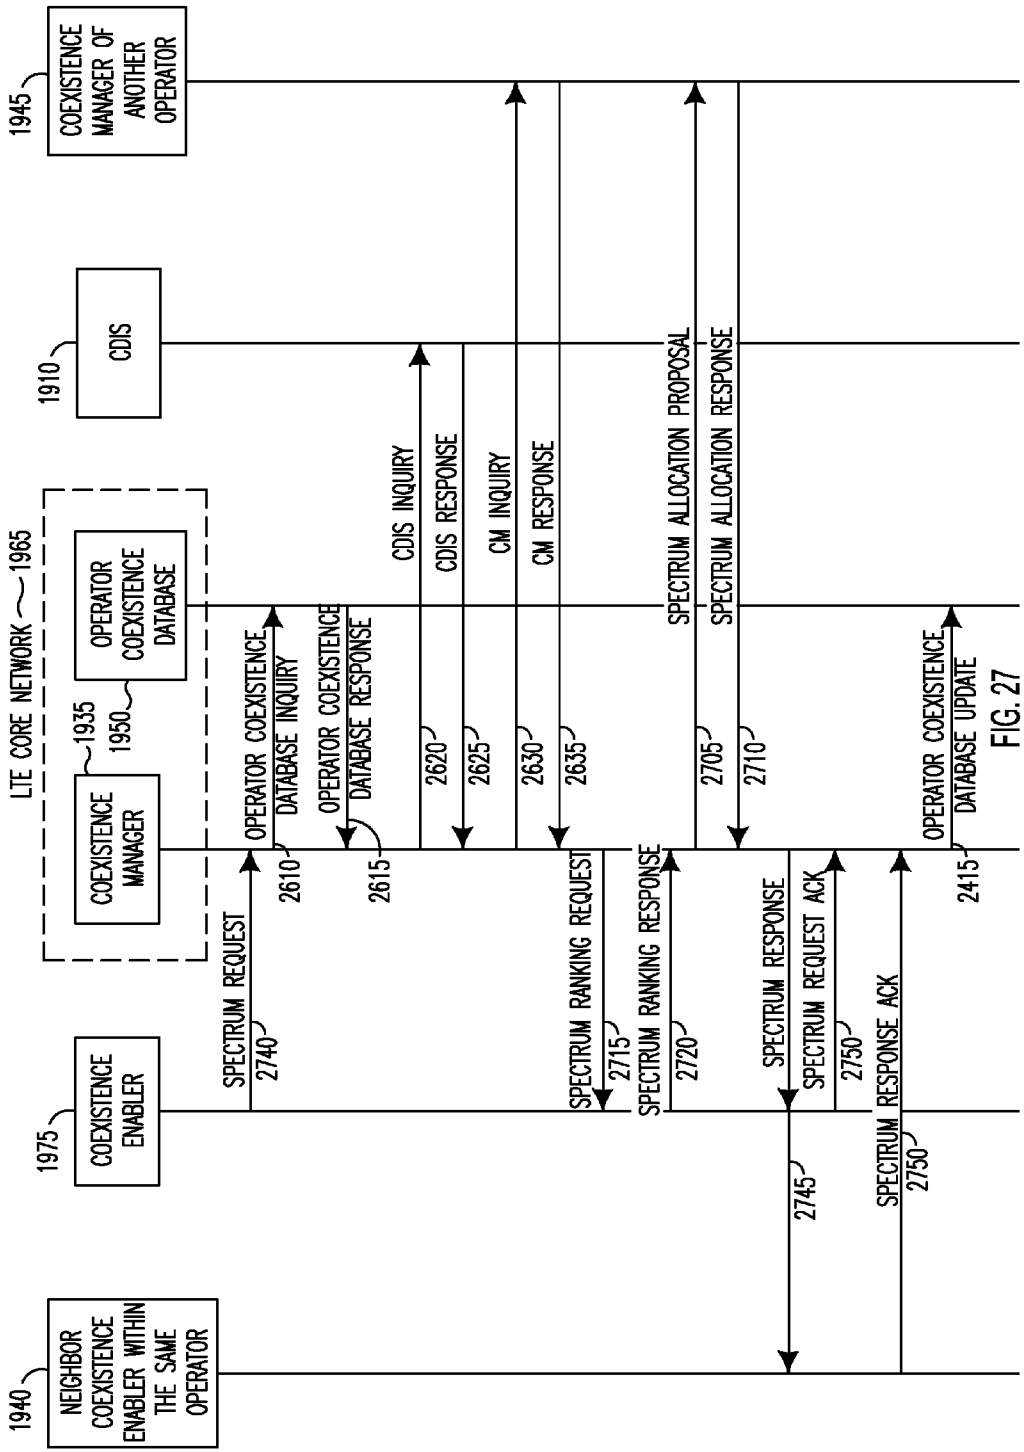 1940
NEIGHBOR
COEXISTENCE
ENABLER WITHIN
THE SAME
OPERATOR
1975
COEXISTENCE
ENABLER
LTE CORE NETWORK 1965
1935
COEXISTENCE
MANAGER
1950
OPERATOR
COEXISTENCE
DATABASE
1910
CDIS
1945
COEXISTENCE
MANAGER OF
ANOTHER
OPERATOR
SPECTRUM REQUEST
2740
OPERATOR COEXISTENCE
DATABASE INQUIRY
2610
OPERATOR COEXISTENCE
DATABASE RESPONSE
2615
CDIS INQUIRY
2620
CDIS RESPONSE
2625
CM INQUIRY
2630
CM RESPONSE
2635
SPECTRUM RANKING REQUEST
2715
SPECTRUM RANKING RESPONSE
2720
SPECTRUM ALLOCATION PROPOSAL
2705
SPECTRUM ALLOCATION RESPONSE
2710
SPECTRUM RESPONSE
2745
SPECTRUM REQUEST ACK
2750
SPECTRUM RESPONSE ACK
2750
OPERATOR COEXISTENCE
DATABASE UPDATE
2415
FIG. 27